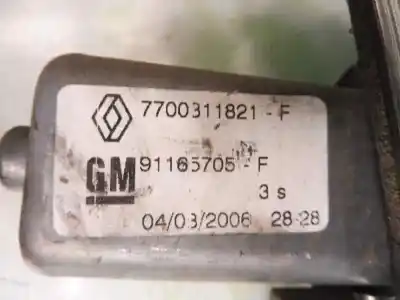 7700311821 - F
GM 91165705 - F
3 s
04/03/2006 28-28